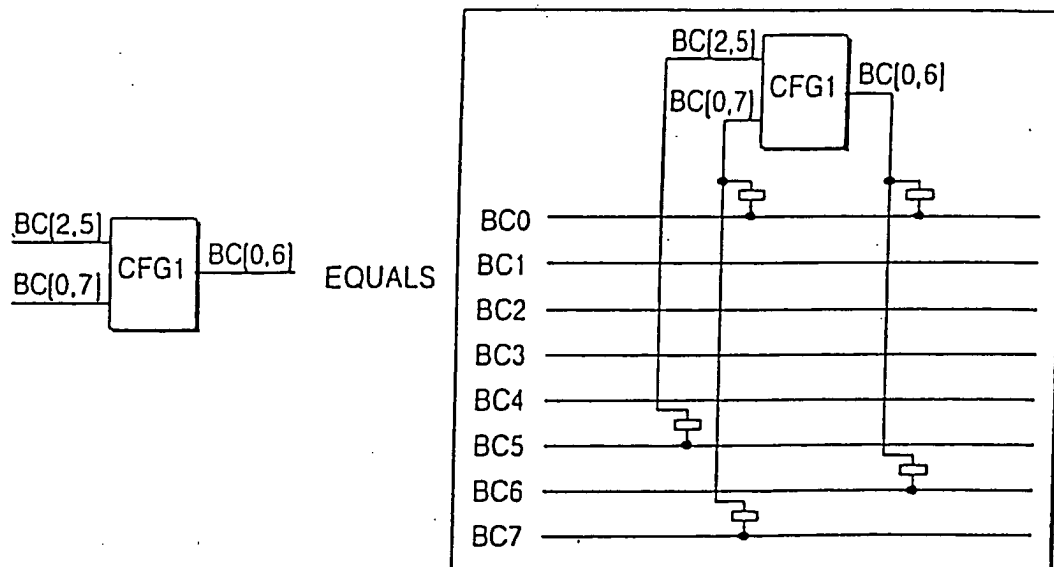 BC[2,5]
BC[0,7]
CFG1
BC[0,6]
EQUALS
BC[2,5]
BC[0,7]
CFG1
BC[0,6]
BC0
BC1
BC2
BC3
BC4
BC5
BC6
BC7